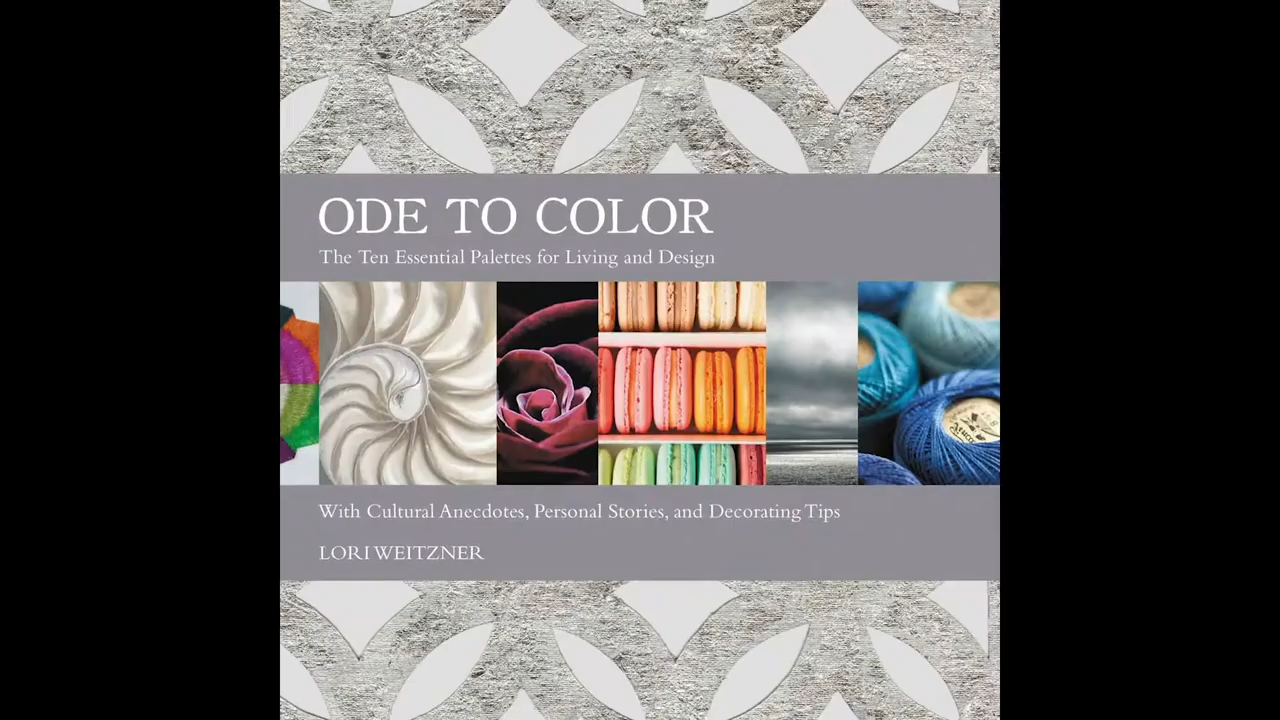 ODE TO COLOR
The Ten Essential Palettes for Living and Design
With Cultural Anecdotes, Personal Stories, and Decorating Tips
LORI WEITZNER